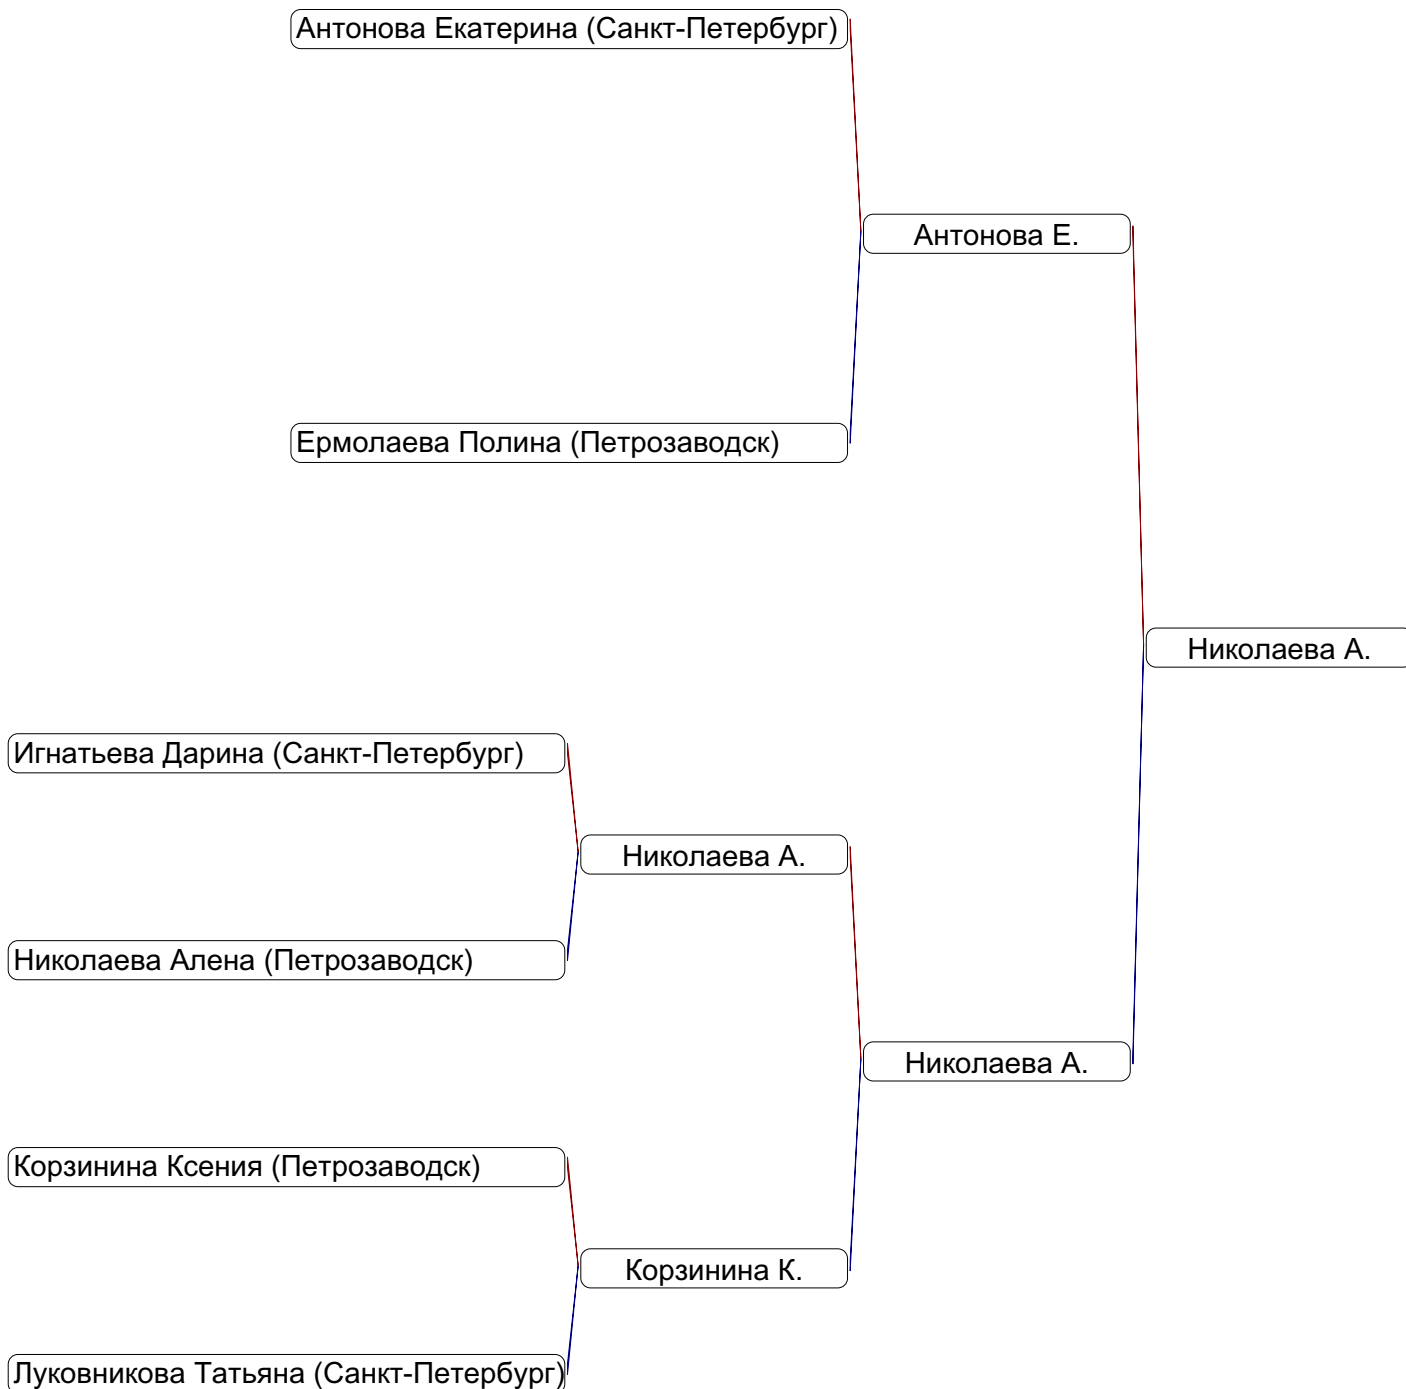 Антонова Екатерина (Санкт-Петербург)
Антонова Е.
Ермолаева Полина (Петрозаводск)
Николаева А.
Игнатьева Дарина (Санкт-Петербург)
Николаева А.
Николаева Алена (Петрозаводск)
Николаева А.
Корзинина Ксения (Петрозаводск)
Корзинина К.
Луковникова Татьяна (Санкт-Петербург)